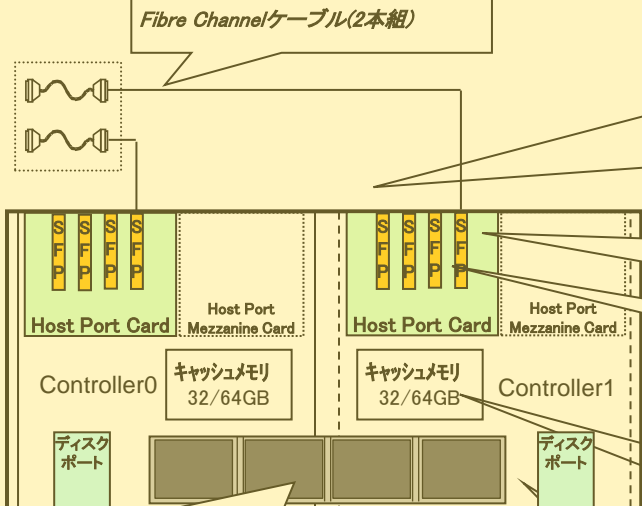 Fibre Channelケーブル(2本組)
S S S S
F F F F
P P P P
Host Port Card
Host Port
Mezzanine Card
S S S S
F F F F
P P P P
Host Port Card
Host Port
Mezzanine Card
Controller0
キャッシュメモリ
32/64GB
キャッシュメモリ
32/64GB
Controller1
ディスク
ポート
ディスク
ポート